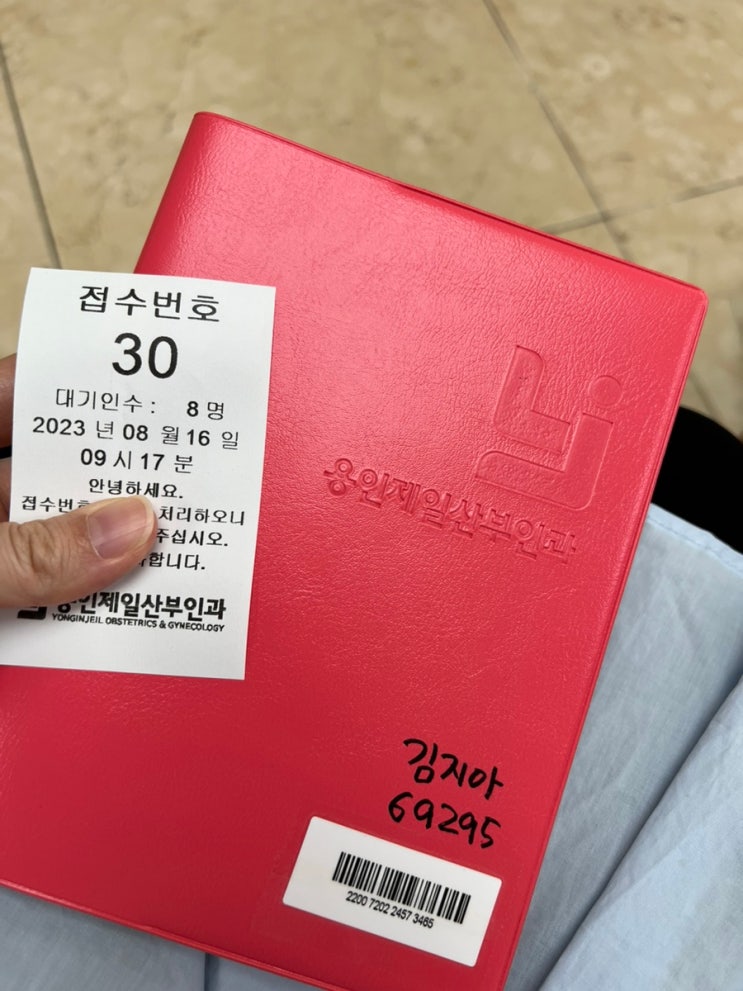 접수번호
30
대기인수 : 8 명
2023 년 08 월 16 일
09 시 17 분
안녕하세요.
접수번호 처리하오니
주십시오.
용인제일산부인과
YONGINJEIL OBSTETRICS & GYNECOLOGY
용인제일산부인과
김지아
69295
2200 7202 2457 3465